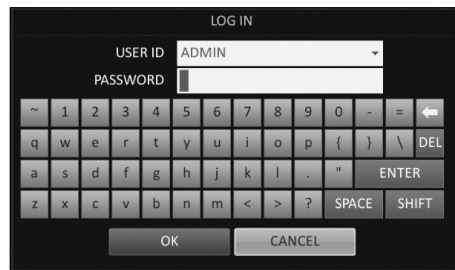 LOG IN
USER ID ADMIN
PASSWORD
~ 1 2 3 4 5 6 7 8 9 0 - =
q w e r t y u i o p { } \ DEL
a s d f g h j k l . " ENTER
z x c v b n m < > ? SPACE SHIFT
OK CANCEL